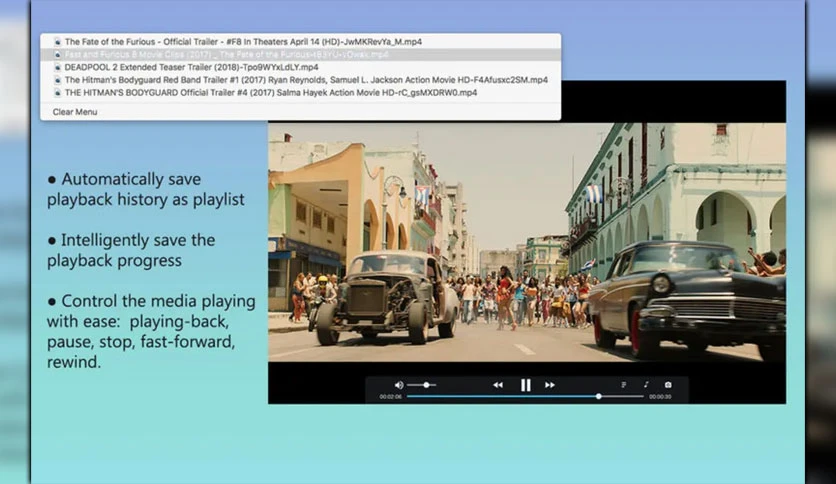 The Fate of the Furious - Official Trailer - #F8 In Theaters April 14 (HD)-JwMKRevYa_M.mp4
Fast and Furious 8 Movie Clips (2017) _ The Fate of the
DEADPOOL 2 Extended Teaser Trailer (2018)-Tpo9WYxLdLY.mp4
The Hitman's Bodyguard Red Band Trailer #1 (2017) Ryan Reynolds, Samuel L. Jackson Action Movie HD-F4Afusxc2SM.mp4
THE HITMAN'S BODYGUARD Official Trailer #4 (2017) Salma Hayek Action Movie HD-rC_gsMXDRW0.mp4
Clear Menu
● Automatically save
playback history as playlist
● Intelligently save the
playback progress
● Control the media playing
with ease: playing-back,
pause, stop, fast-forward,
rewind.
00:02:06
00:00:30